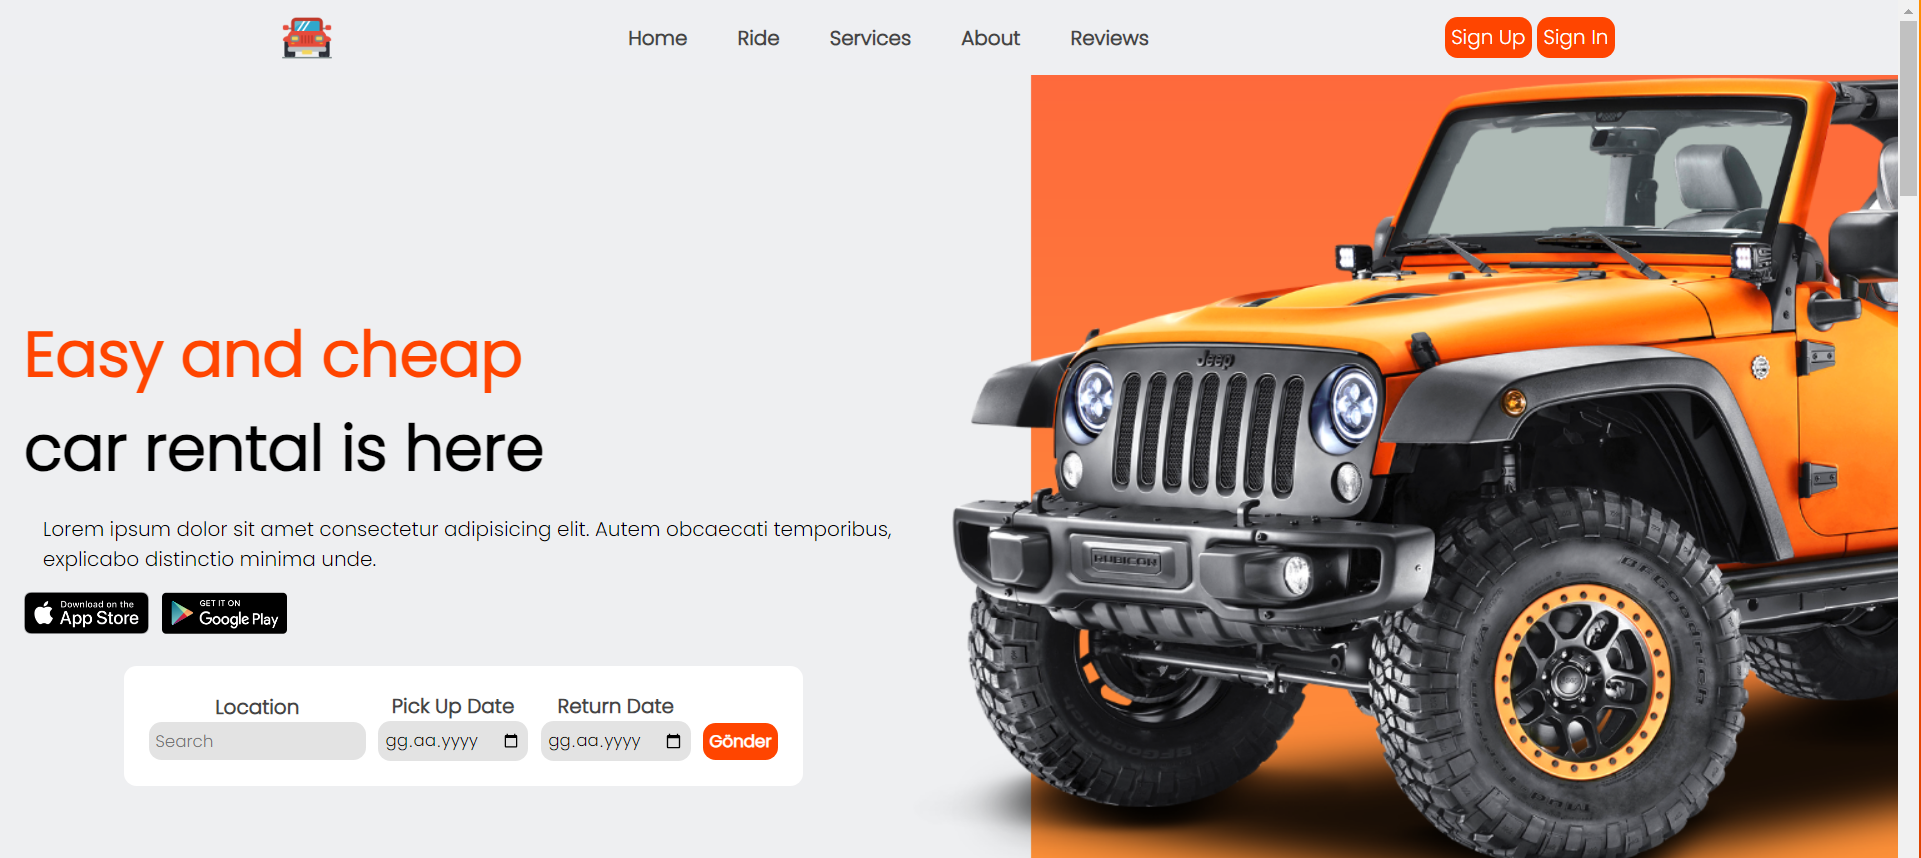 Home
Ride
Services
About
Reviews
Sign Up
Sign In
Easy and cheap
car rental is here
Lorem ipsum dolor sit amet consectetur adipisicing elit. Autem obcaecati temporibus,
explicabo distinctio minima unde.
Download on the
App Store
GET IT ON
Google Play
Location
Pick Up Date
Return Date
Search
gg.aa.yyyy
gg.aa.yyyy
Gönder
Jeep
RUBICON
BFGoodrich